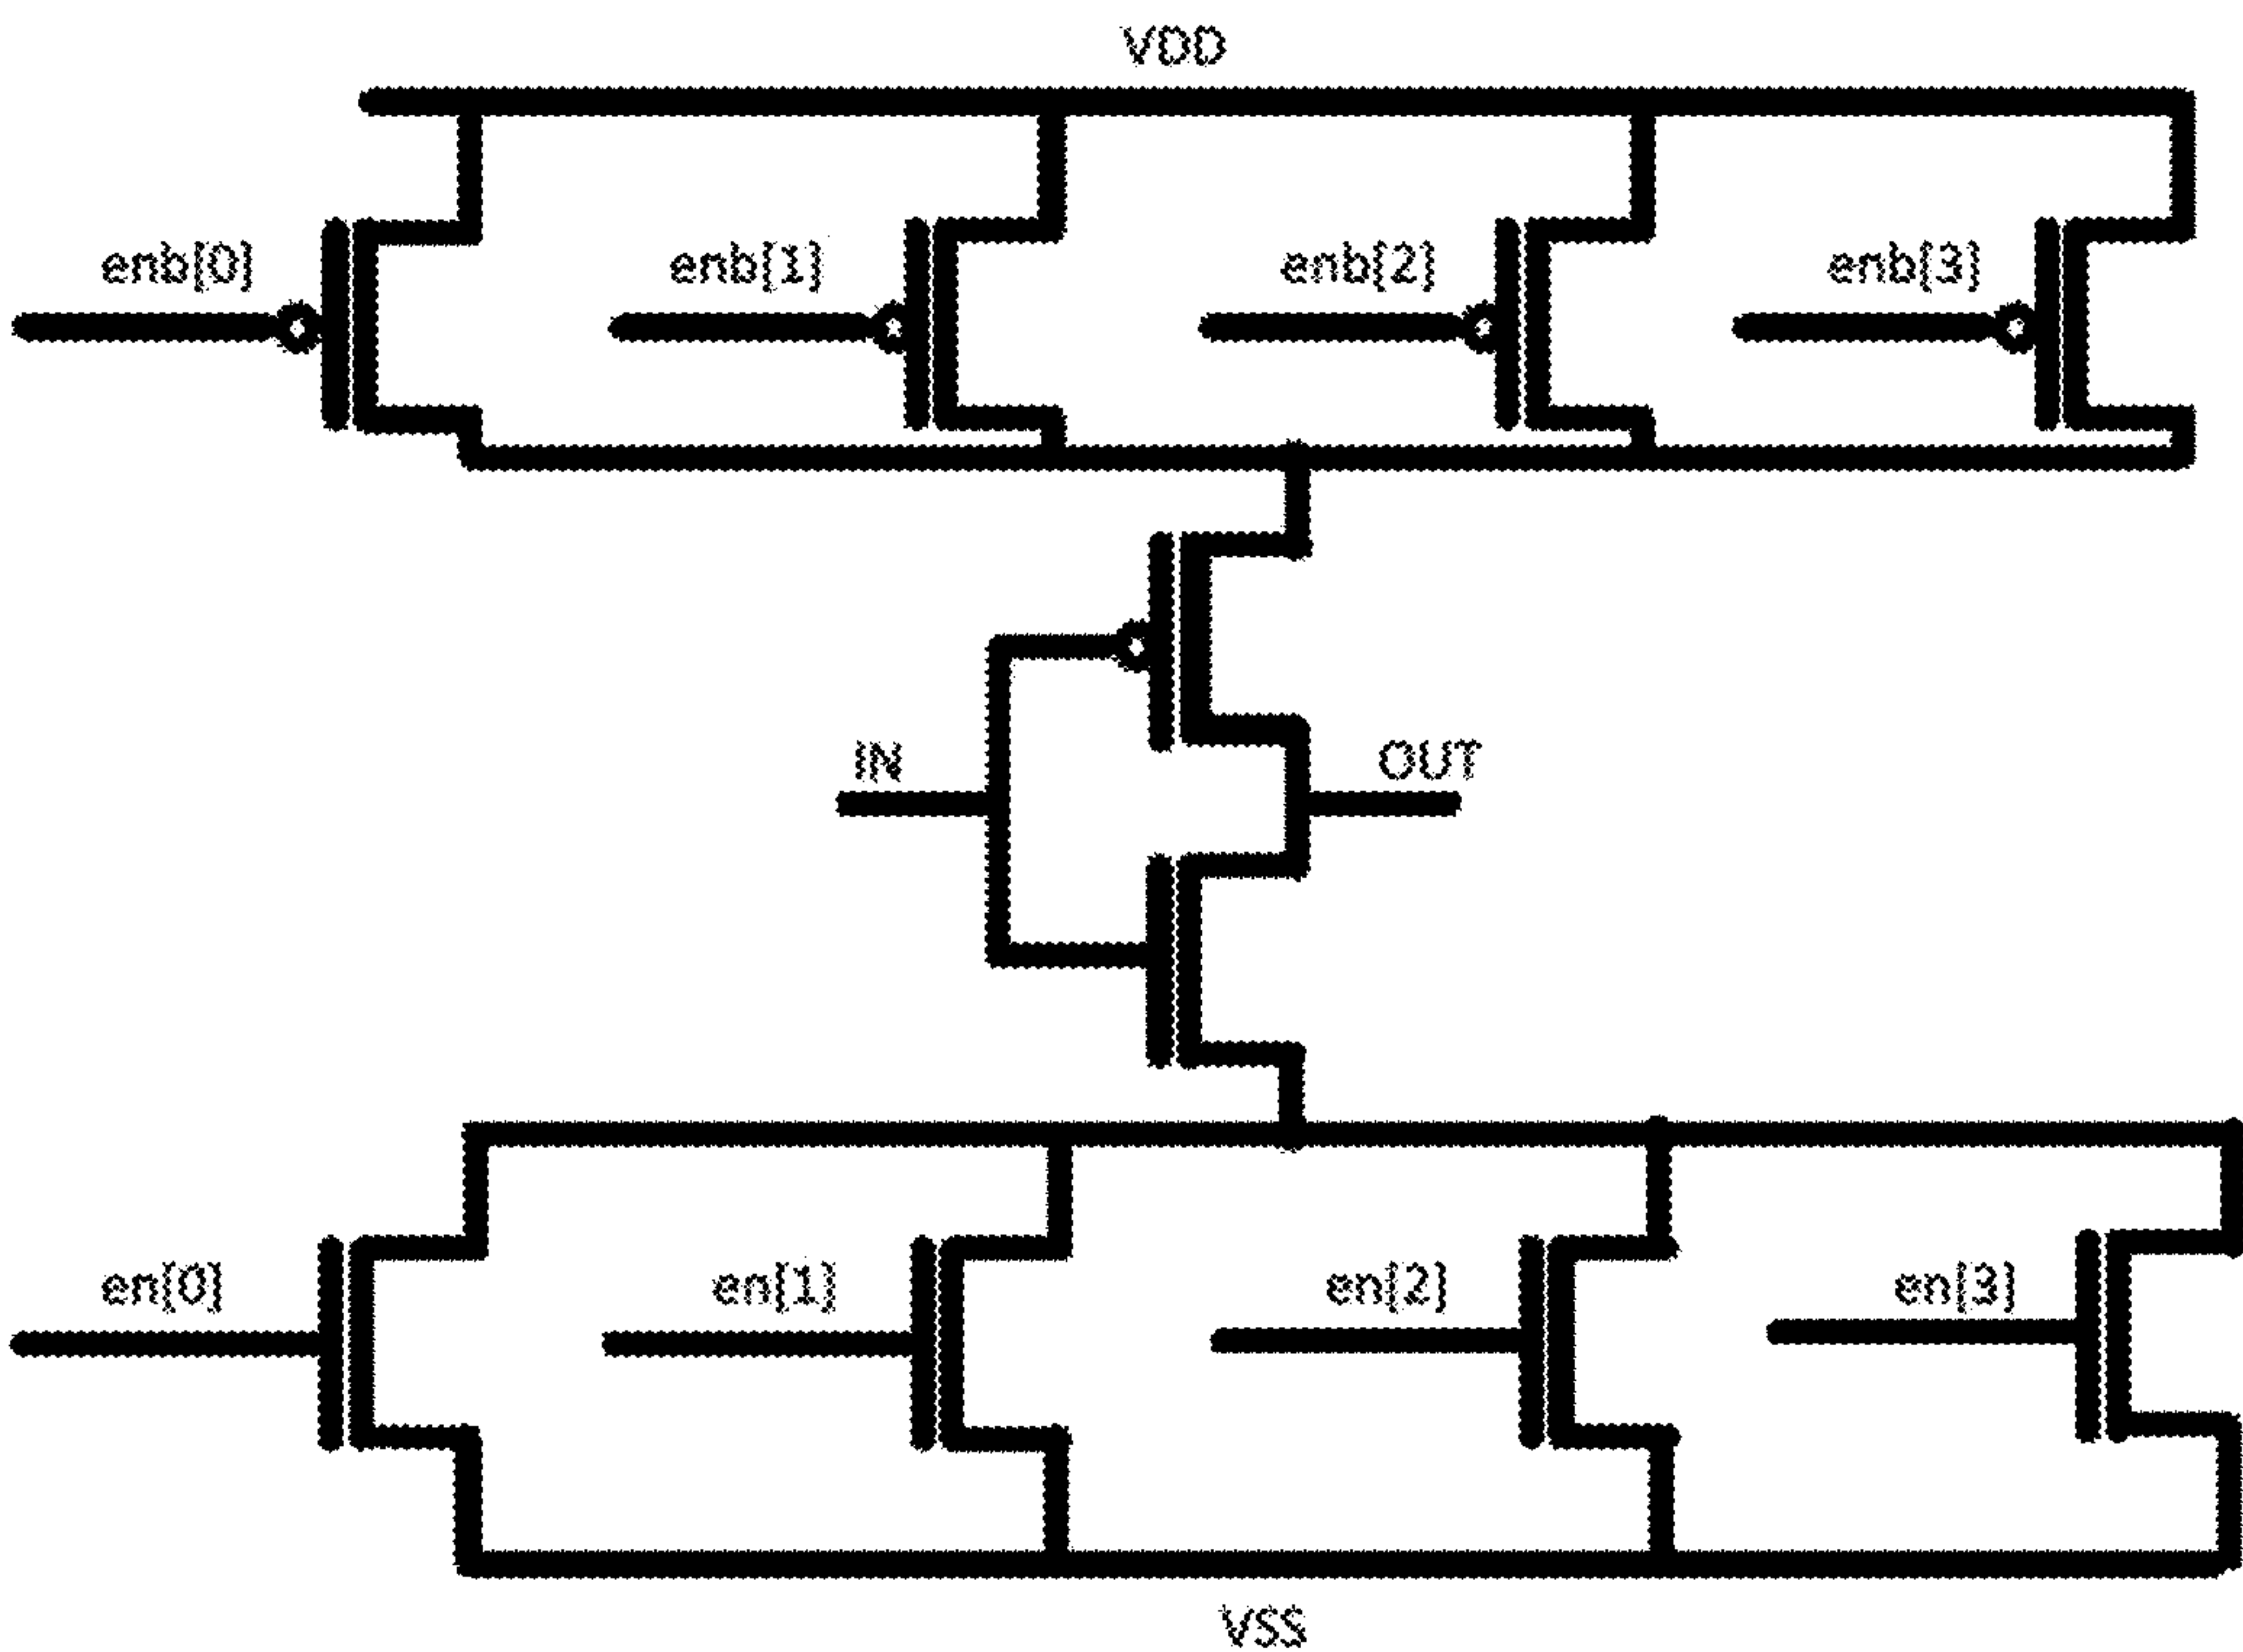 VDD
enb[0]
enb[1]
enb[2]
enb[3]
IN
OUT
en[0]
en[1]
en[2]
en[3]
VSS